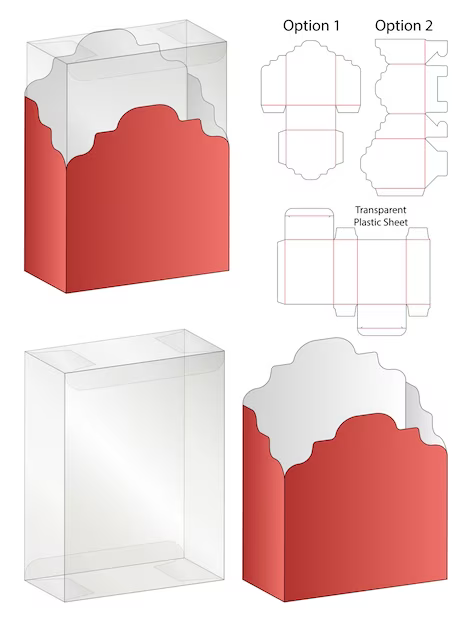 Option 1
Option 2
Transparent
Plastic Sheet